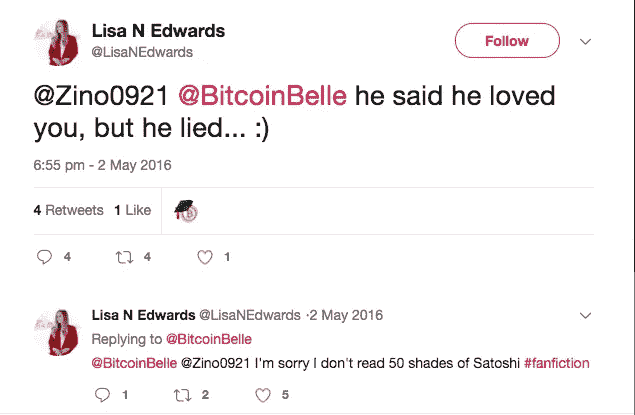 Lisa N Edwards
@LisaNEdwards
Follow
@Zino0921 @BitcoinBelle he said he loved
you, but he lied... :)
6:55 pm - 2 May 2016
4 Retweets 1 Like
4 4 1
Lisa N Edwards @LisaNEdwards ·2 May 2016
Replying to @BitcoinBelle
@BitcoinBelle @Zino0921 I'm sorry I don't read 50 shades of Satoshi #fanfiction
1 2 5